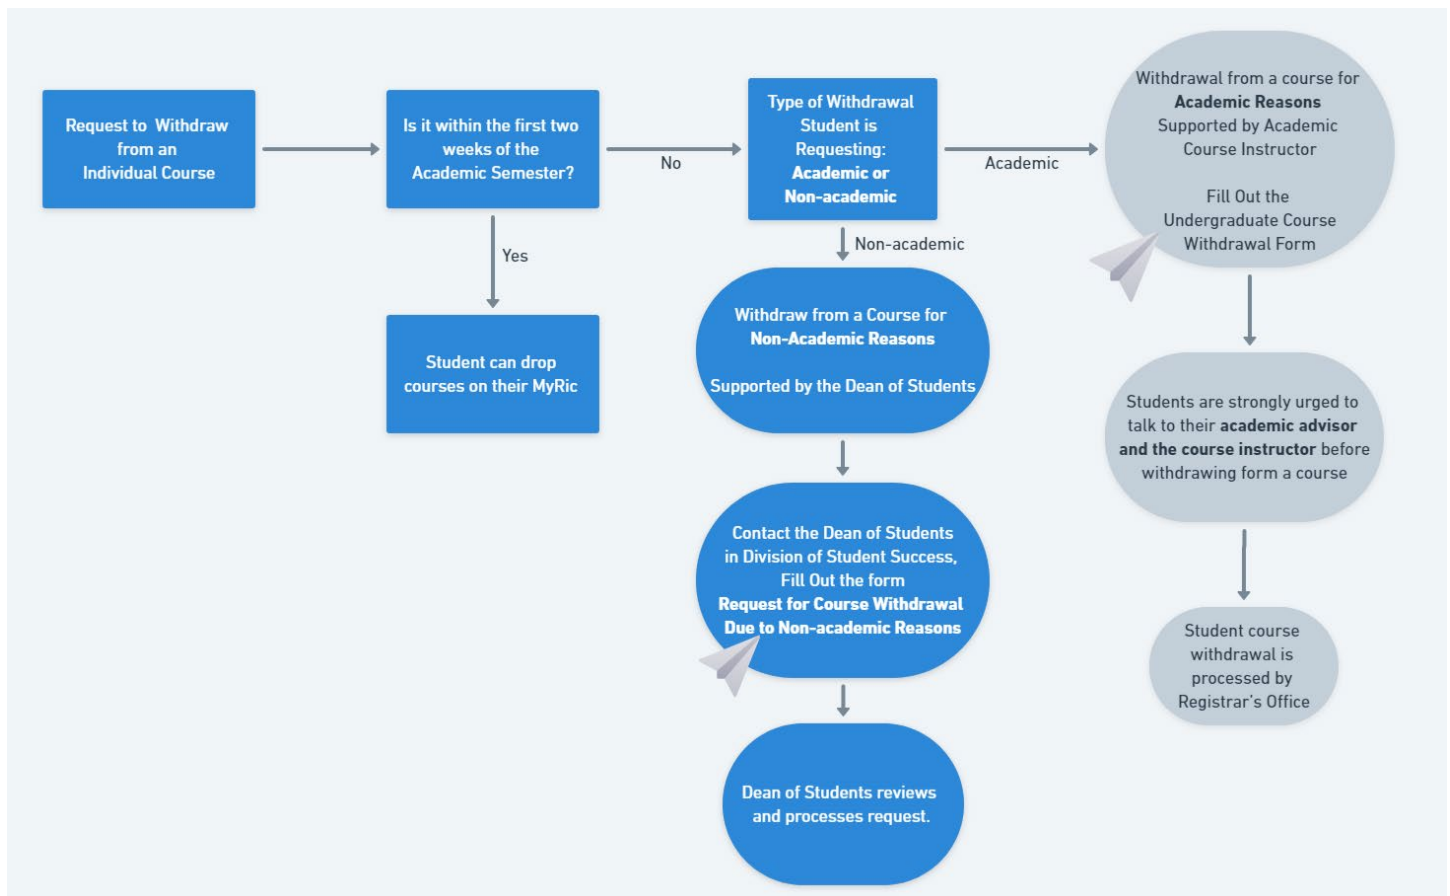 Request to Withdraw
from an
Individual Course
Is it within the first two
weeks of the
Academic Semester?
No
Yes
Student can drop
courses on their MyRic
Type of Withdrawal
Student is
Requesting:
Academic or
Non-academic
Academic
Non-academic
Withdraw from a Course for
Non-Academic Reasons
Supported by the Dean of Students
Contact the Dean of Students
in Division of Student Success,
Fill Out the form
Request for Course Withdrawal
Due to Non-academic Reasons
Dean of Students reviews
and processes request.
Withdrawal from a course for
Academic Reasons
Supported by Academic
Course Instructor
Fill Out the
Undergraduate Course
Withdrawal Form
Students are strongly urged to
talk to their academic advisor
and the course instructor before
withdrawing form a course
Student course
withdrawal is
processed by
Registrar's Office